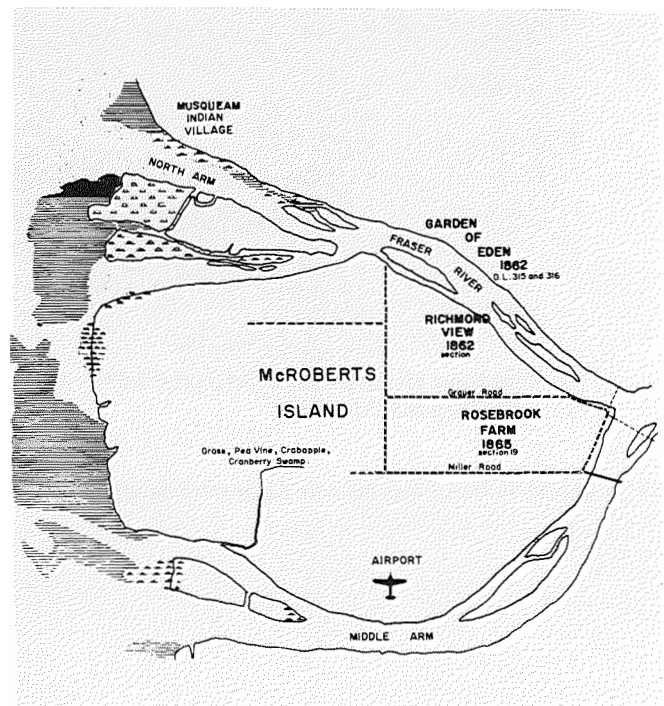 MUSQUEAM
INDIAN
VILLAGE
NORTH ARM
GARDEN
OF
EDEN
1862
D.L. 315 and 316
FRASER
RIVER
RICHMOND
VIEW
1862
section
McROBERTS
ISLAND
Grauer Road
ROSEBROOK
FARM
1865
section 19
Grass, Pea Vine, Crabapple,
Cranberry Swamp
Miller Road
AIRPORT
MIDDLE ARM